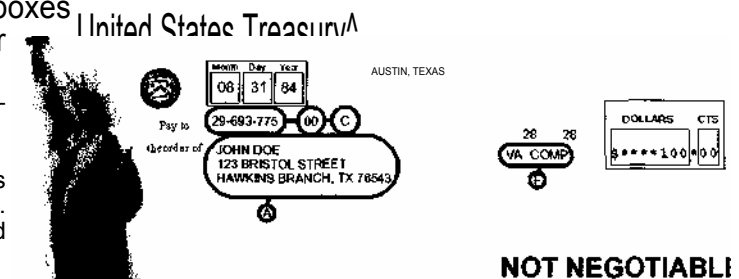 boxes
United States Treasury
r
Month Day Year
08 31 84
AUSTIN, TEXAS
DOLLARS CTS
$****100*00
Pay to
the order of
29-693-775 00 C
28 28
VA COMP
E
JOHN DOE
123 BRISTOL STREET
HAWKINS BRANCH, TX 76543
A
s
.
d
NOT NEGOTIABLE